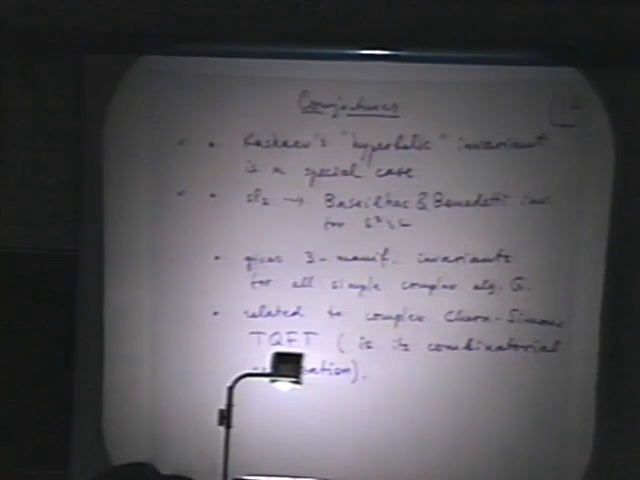 Conjectures
• Kashaev's "hyperbolic" invariant
is a special case
• sl₂ → Baseilhac & Benedetti inv.
for S³\L
• gives 3-manif. invariants
for all simple complex alg. G.
• related to complex Chern-Simons
TQFT ( is its combinatorial